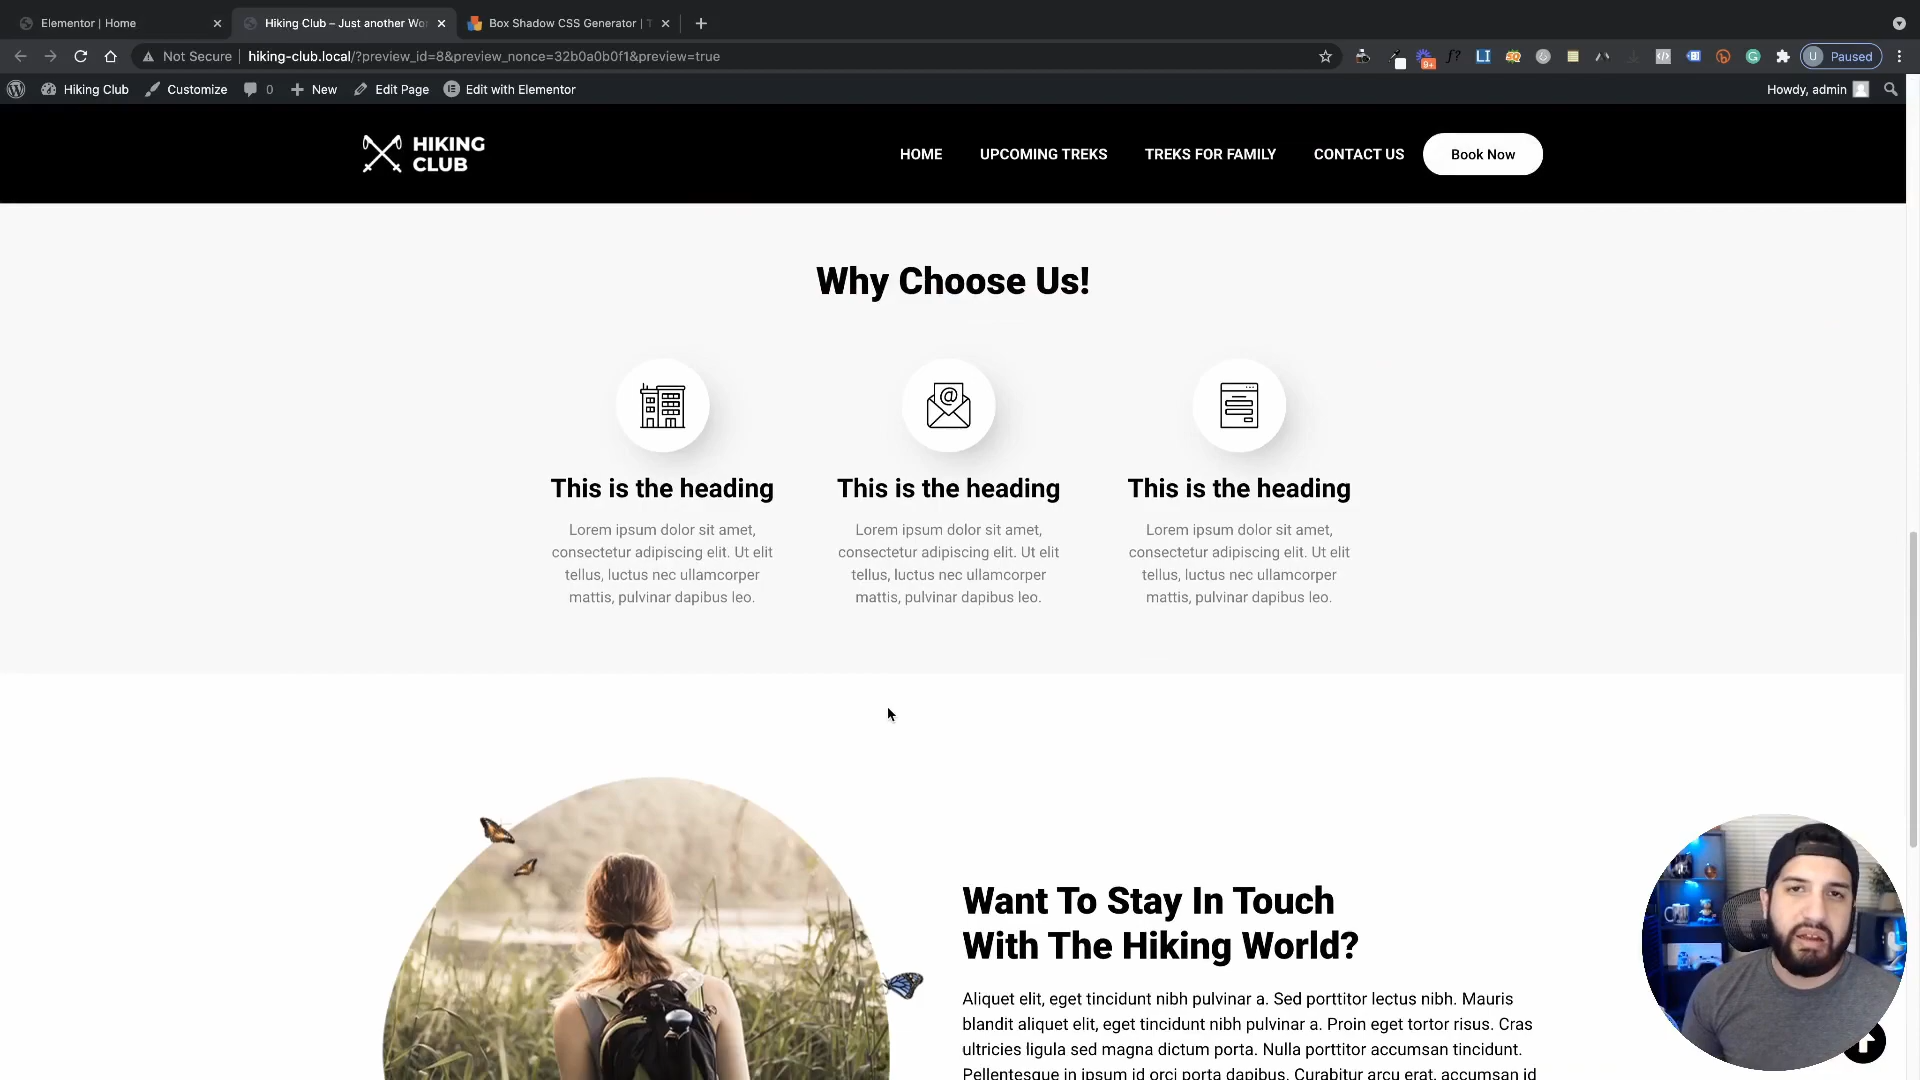 Elementor | Home
Hiking Club – Just another Wo
Box Shadow CSS Generator |
Not Secure
hiking-club.local/?preview_id=8&preview_nonce=32b0a0b0f1&preview=true
9+
f?
LI
G
U
Paused
Hiking Club
Customize
0
New
Edit Page
Edit with Elementor
Howdy, admin
HIKING
CLUB
HOME
UPCOMING TREKS
TREKS FOR FAMILY
CONTACT US
Book Now
Why Choose Us!
This is the heading
Lorem ipsum dolor sit amet,
consectetur adipiscing elit. Ut elit
tellus, luctus nec ullamcorper
mattis, pulvinar dapibus leo.
This is the heading
Lorem ipsum dolor sit amet,
consectetur adipiscing elit. Ut elit
tellus, luctus nec ullamcorper
mattis, pulvinar dapibus leo.
This is the heading
Lorem ipsum dolor sit amet,
consectetur adipiscing elit. Ut elit
tellus, luctus nec ullamcorper
mattis, pulvinar dapibus leo.
Want To Stay In Touch
With The Hiking World?
Aliquet elit, eget tincidunt nibh pulvinar a. Sed porttitor lectus nibh. Mauris
blandit aliquet elit, eget tincidunt nibh pulvinar a. Proin eget tortor risus. Cras
ultricies ligula sed magna dictum porta. Nulla porttitor accumsan tincidunt.
Pellentesque in ipsum id orci porta dapibus. Curabitur arcu erat, accumsan id